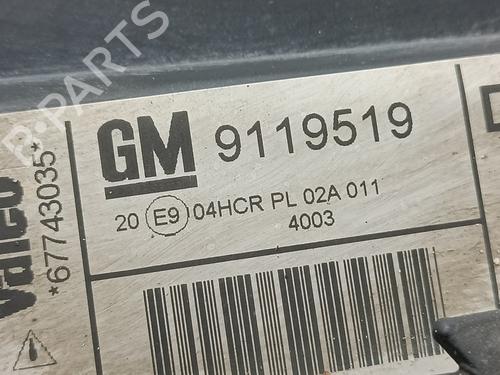 B-PARTS
GM 9119519
20 E9 04HCR PL 02A 011
4003
Valeo
*67743035*